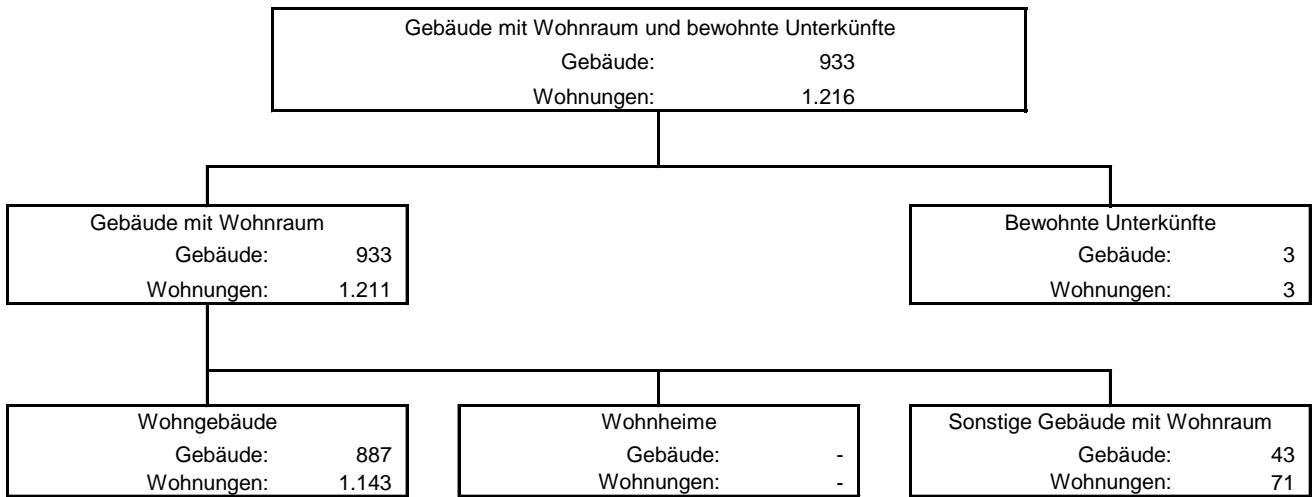 Gebäude mit Wohnraum und bewohnte Unterkünfte
Gebäude: 933
Wohnungen: 1.216
Gebäude mit Wohnraum
Gebäude: 933
Wohnungen: 1.211
Bewohnte Unterkünfte
Gebäude: 3
Wohnungen: 3
Wohngebäude
Gebäude: 887
Wohnungen: 1.143
Wohnheime
Gebäude: -
Wohnungen: -
Sonstige Gebäude mit Wohnraum
Gebäude: 43
Wohnungen: 71